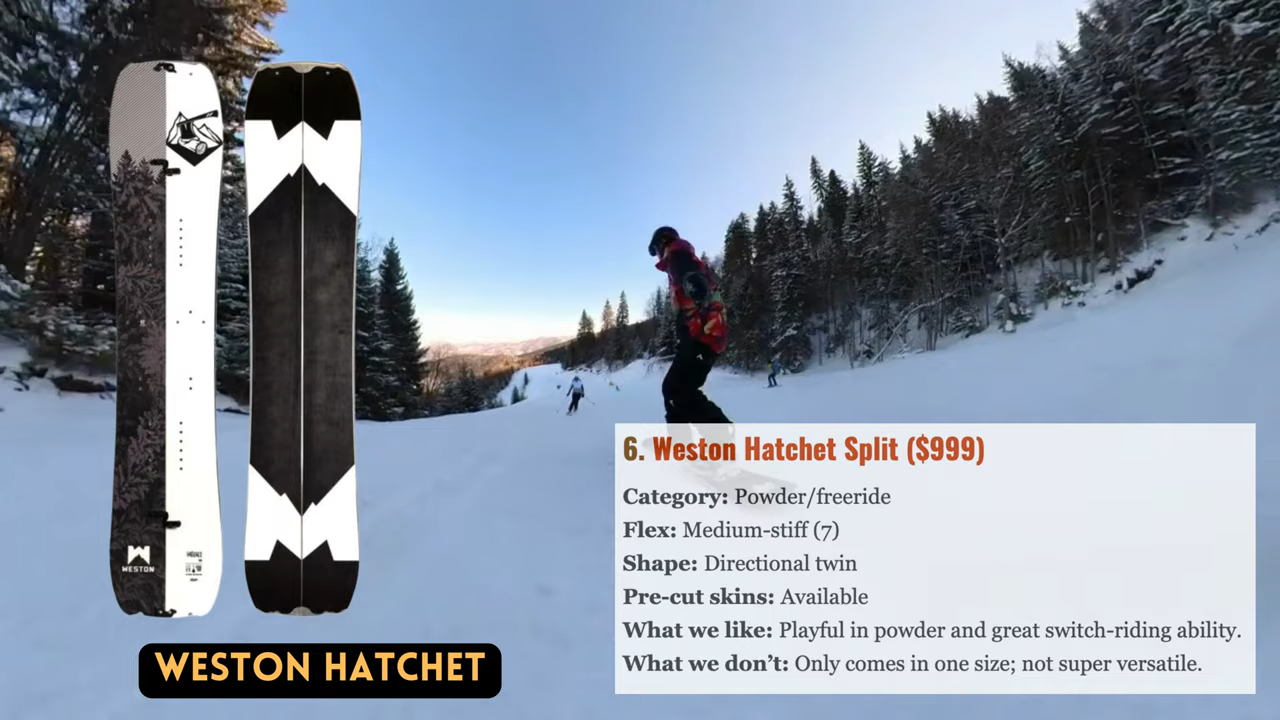 WESTON
WESTON HATCHET
6. Weston Hatchet Split ($999)
Category: Powder/freeride
Flex: Medium-stiff (7)
Shape: Directional twin
Pre-cut skins: Available
What we like: Playful in powder and great switch-riding ability.
What we don’t: Only comes in one size; not super versatile.